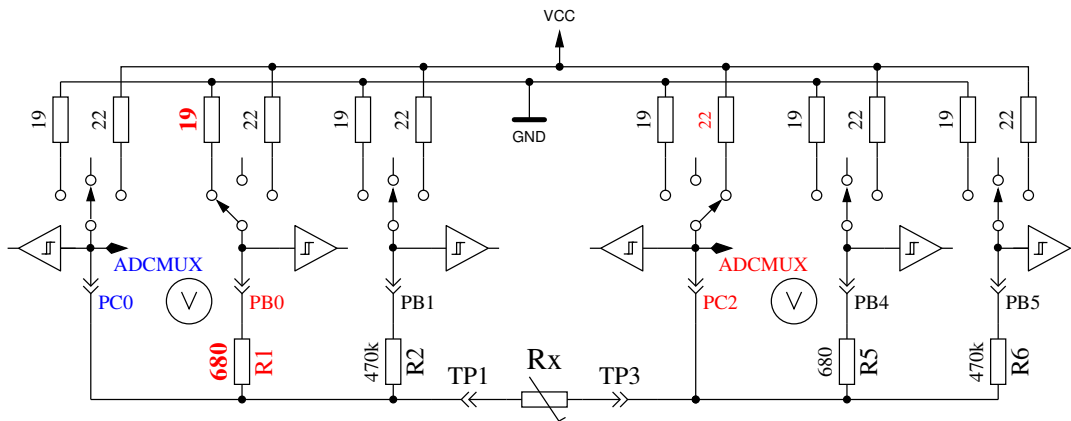 VCC
GND
19
22
19
22
19
22
19
22
19
22
19
22
ADCMUX
ADCMUX
PC0
V
PB0
PB1
PC2
V
PB4
PB5
680
R1
470k
R2
680
R5
470k
R6
TP1
Rx
TP3